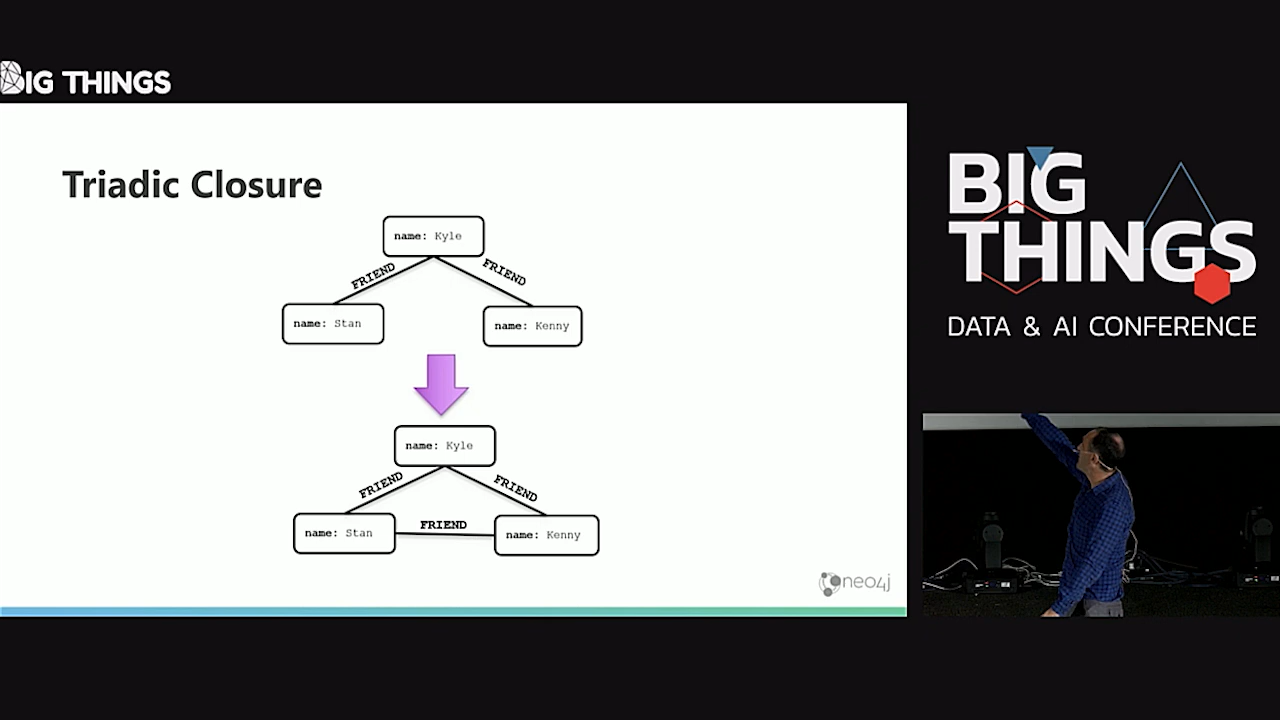 BIG THINGS
Triadic Closure
name: Kyle
FRIEND
FRIEND
name: Stan
name: Kenny
name: Kyle
FRIEND
FRIEND
FRIEND
name: Stan
name: Kenny
neo4j
BIG
THINGS
DATA & AI CONFERENCE